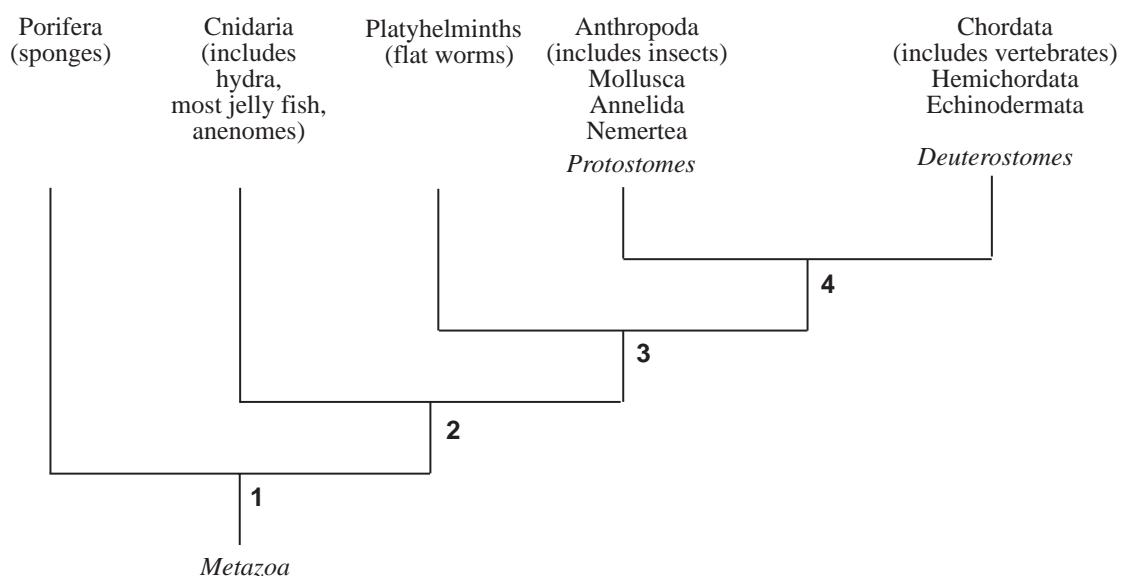 Porifera
(sponges)
Cnidaria
(includes
hydra,
most jelly fish,
anenomes)
Platyhelminths
(flat worms)
Anthropoda
(includes insects)
Mollusca
Annelida
Nemertea
Protostomes
Chordata
(includes vertebrates)
Hemichordata
Echinodermata
Deuterostomes
4
3
2
1
Metazoa